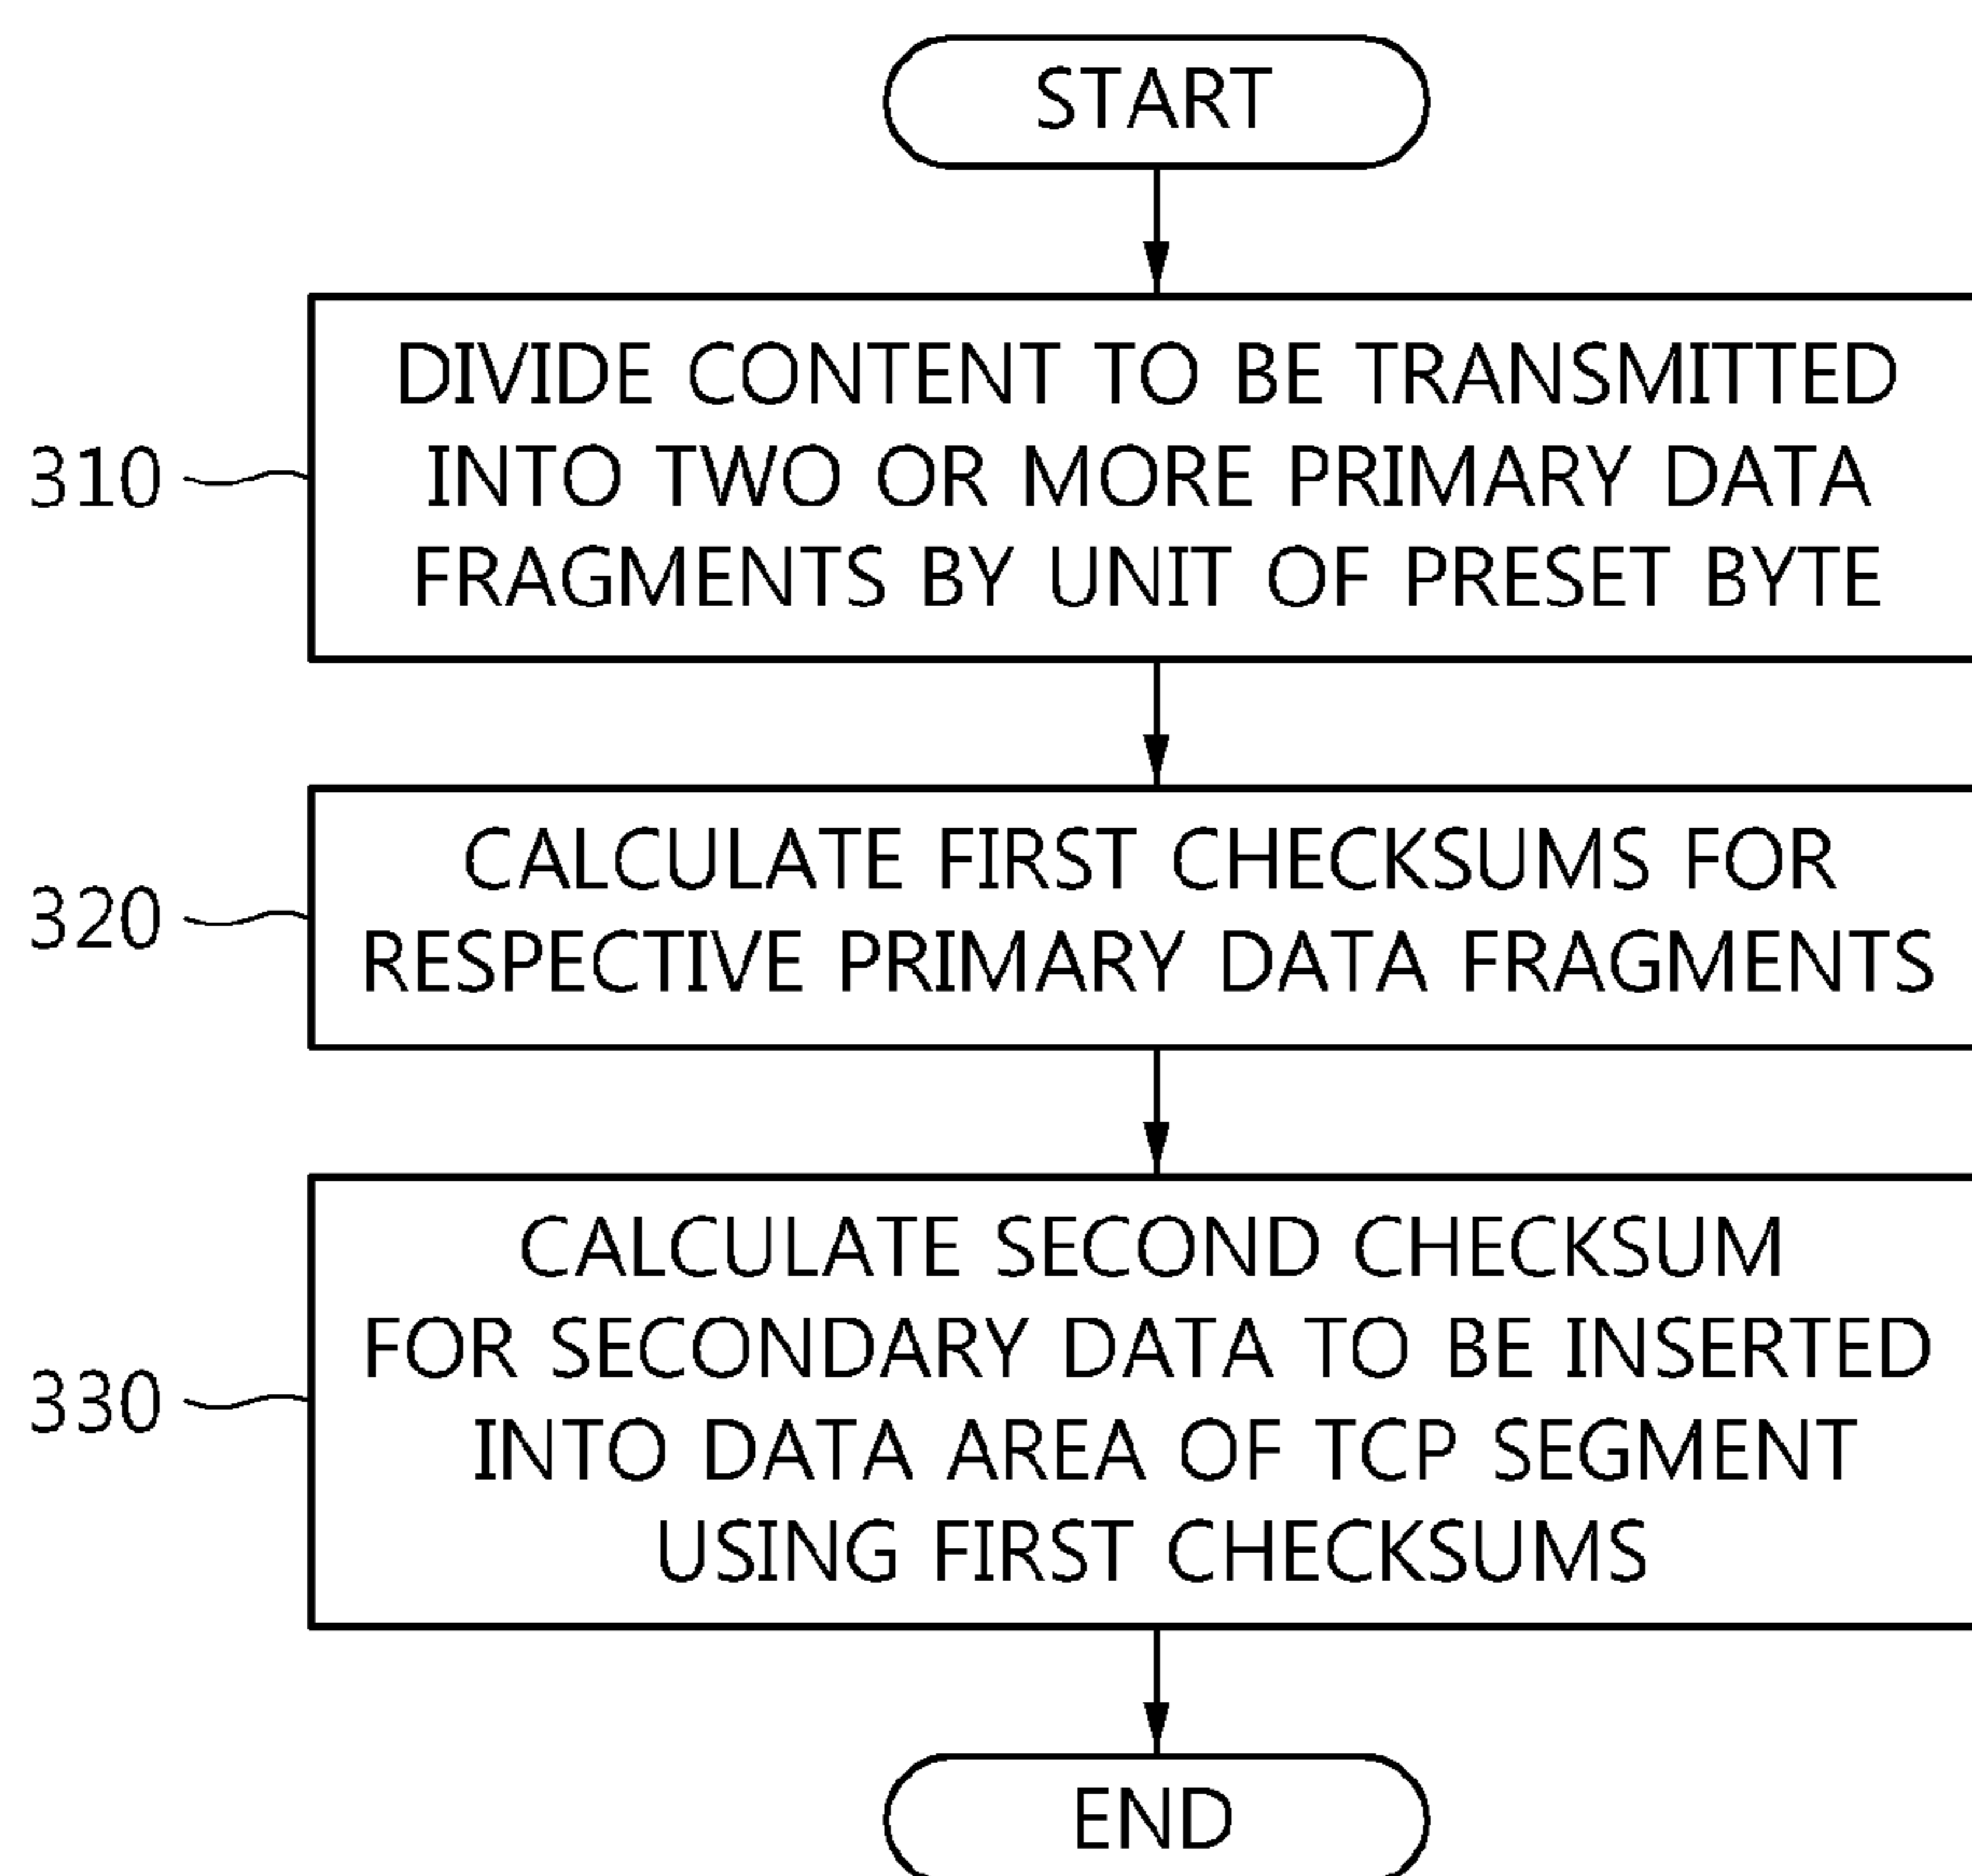 START
DIVIDE CONTENT TO BE TRANSMITTED
INTO TWO OR MORE PRIMARY DATA
FRAGMENTS BY UNIT OF PRESET BYTE
310
CALCULATE FIRST CHECKSUMS FOR
RESPECTIVE PRIMARY DATA FRAGMENTS
320
CALCULATE SECOND CHECKSUM
FOR SECONDARY DATA TO BE INSERTED
INTO DATA AREA OF TCP SEGMENT
USING FIRST CHECKSUMS
330
END